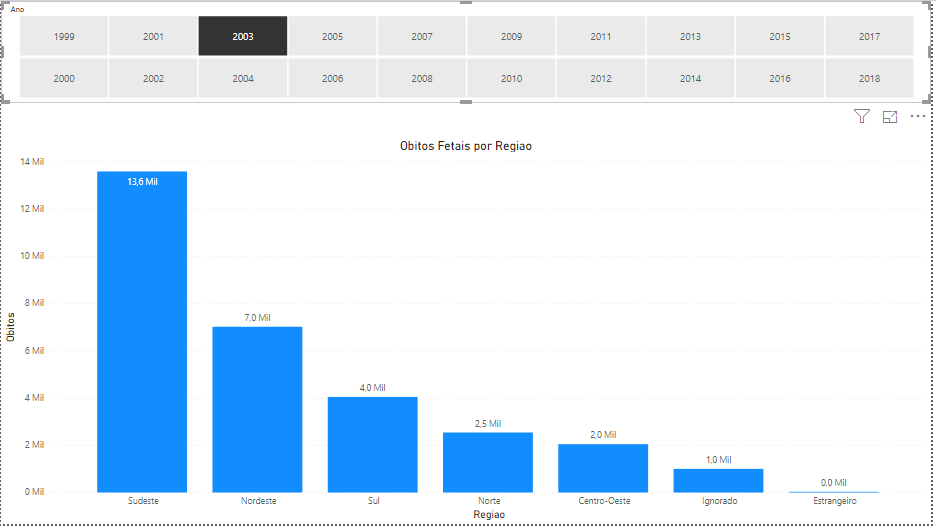 Ano
1999 2001 2003 2005 2007 2009 2011 2013 2015 2017
2000 2002 2004 2006 2008 2010 2012 2014 2016 2018
Obitos Fetais por Regiao
14 Mil
12 Mil
10 Mil
8 Mil
6 Mil
4 Mil
2 Mil
0 Mil
Obitos
13,6 Mil
7,0 Mil
4,0 Mil
2,5 Mil
2,0 Mil
1,0 Mil
0,0 Mil
Sudeste Nordeste Sul Norte Centro-Oeste Ignorado Estrangeiro
Regiao